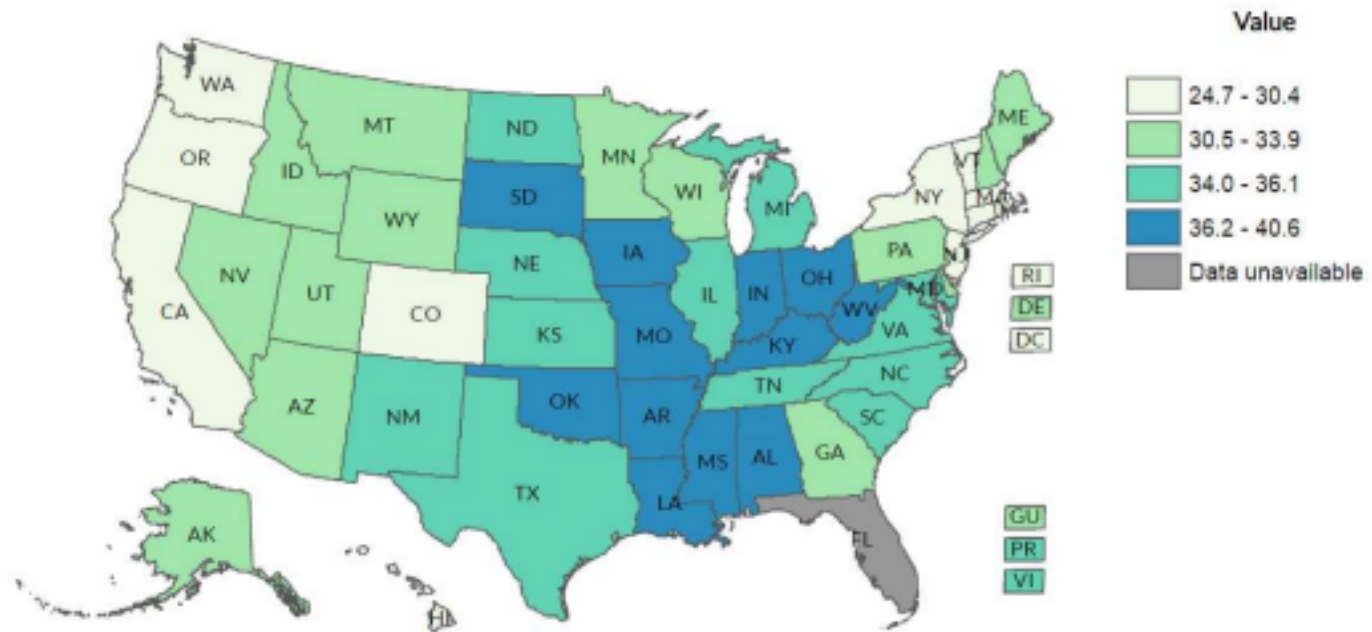 Value
24.7 - 30.4
30.5 - 33.9
34.0 - 36.1
36.2 - 40.6
Data unavailable
WA
MT
ND
ME
OR
MN
VT
ID
SD
WI
NY
MA
WY
MI
IA
PA
NJ
NE
NV
OH
RI
UT
IL
IN
MD
CA
CO
WV
DE
KS
MO
VA
KY
DC
NC
TN
AZ
OK
NM
AR
SC
MS
AL
GA
TX
LA
GU
AK
FL
PR
VI
HI